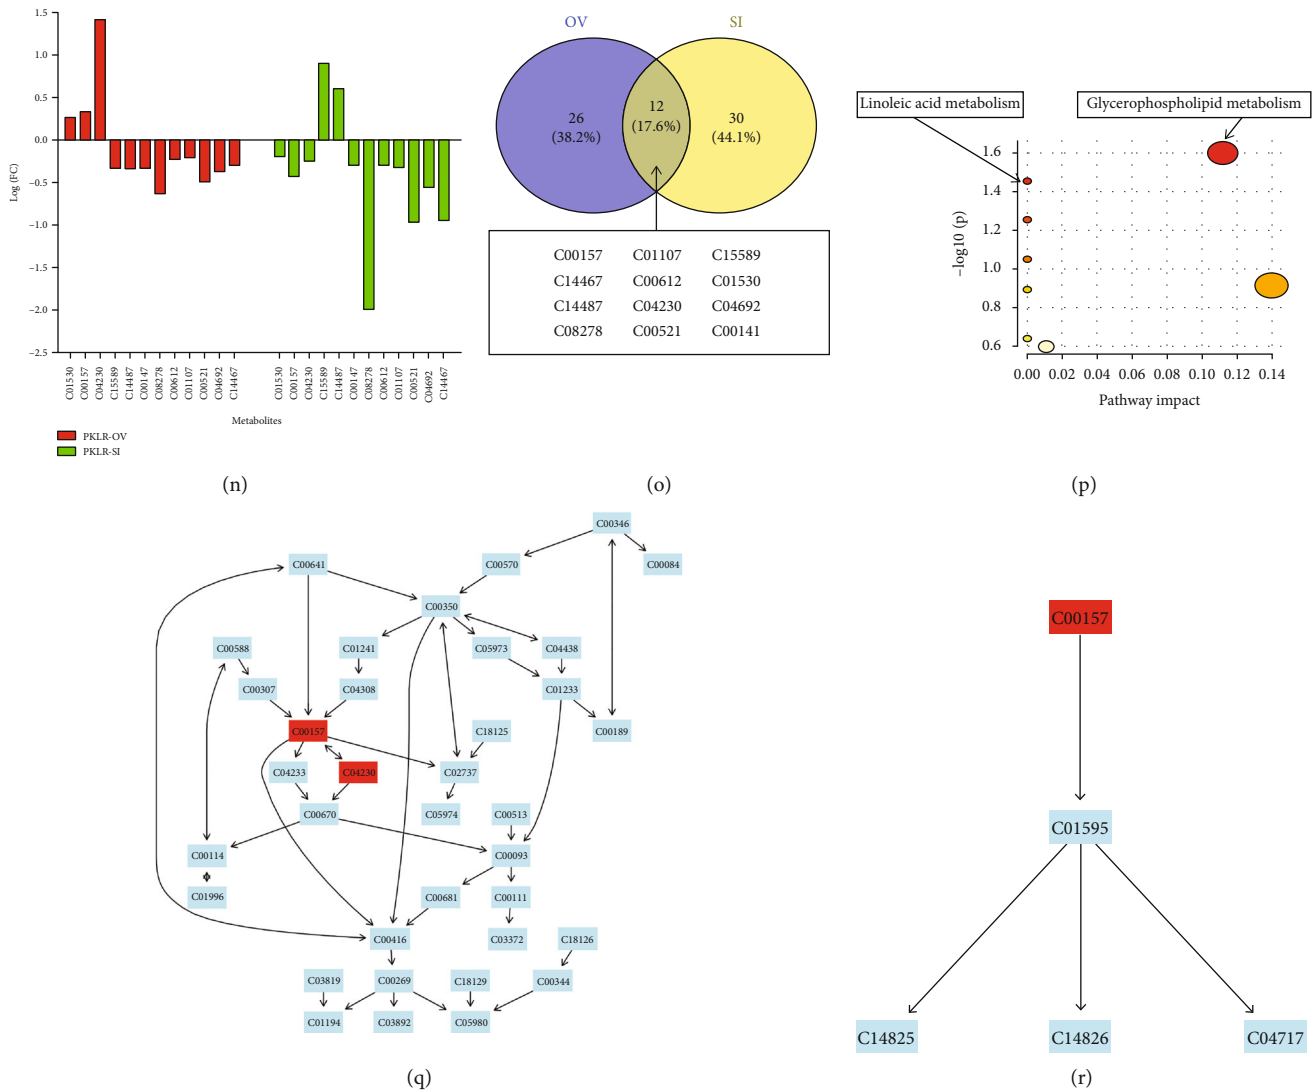 1.5
1.0
0.5
0.0
−0.5
−1.0
−1.5
−2.0
−2.5
Log (FC)
C01530
C00157
C04230
C15589
C14487
C00147
C08278
C00612
C01107
C00521
C04692
C14467
C01530
C00157
C04230
C15589
C14487
C00147
C08278
C00612
C01107
C00521
C04692
C14467
Metabolites
PKLR-OV
PKLR-SI
(n)
OV SI
26 12 30
(38.2%) (17.6%) (44.1%)
C00157 C01107 C15589
C14467 C00612 C01530
C14487 C04230 C04692
C08278 C00521 C00141
(o)
Linoleic acid metabolism Glycerophospholipid metabolism
1.6
1.4
1.2
1.0
0.8
0.6
−log10 (p)
0.00 0.02 0.04 0.06 0.08 0.10 0.12 0.14
Pathway impact
(p)
C00346
C00641 C00570 C00084
C00350
C00588 C01241 C05973 C04438
C00307 C04308 C01233
C00157 C18125 C00189
C04233 C04230 C02737
C00670 C05974 C00513
C00114 C00093
C01996 C00681 C00111
C00416 C03372 C18126
C03819 C00269 C18129 C00344
C01194 C03892 C05980
(q)
C00157
C01595
C14825 C14826 C04717
(r)